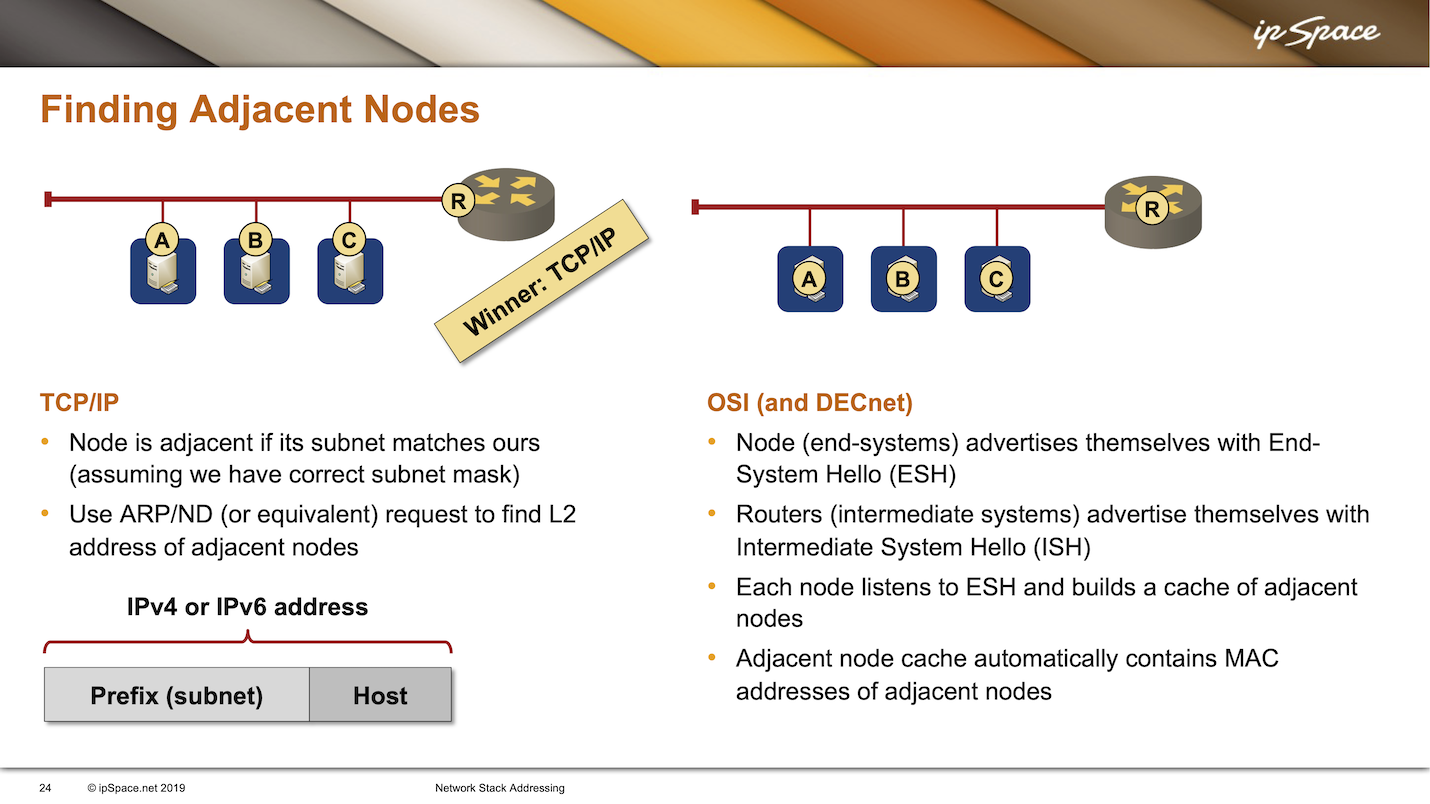 ipSpace
Finding Adjacent Nodes
R
A
B
C
Winner: TCP/IP
R
A
B
C
TCP/IP
• Node is adjacent if its subnet matches ours
(assuming we have correct subnet mask)
• Use ARP/ND (or equivalent) request to find L2
address of adjacent nodes
IPv4 or IPv6 address
Prefix (subnet)
Host
OSI (and DECnet)
• Node (end-systems) advertises themselves with End-
System Hello (ESH)
• Routers (intermediate systems) advertise themselves with
Intermediate System Hello (ISH)
• Each node listens to ESH and builds a cache of adjacent
nodes
• Adjacent node cache automatically contains MAC
addresses of adjacent nodes
24
© ipSpace.net 2019
Network Stack Addressing